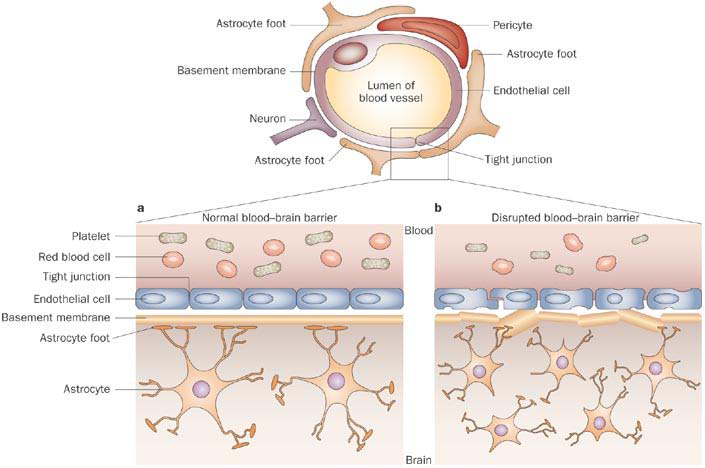 Astrocyte foot
Pericyte
Astrocyte foot
Basement membrane
Lumen of
blood vessel
Endothelial cell
Neuron
Astrocyte foot
Tight junction
a
Normal blood–brain barrier
b
Disrupted blood–brain barrier
Blood
Platelet
Red blood cell
Tight junction
Endothelial cell
Basement membrane
Astrocyte foot
Astrocyte
Brain